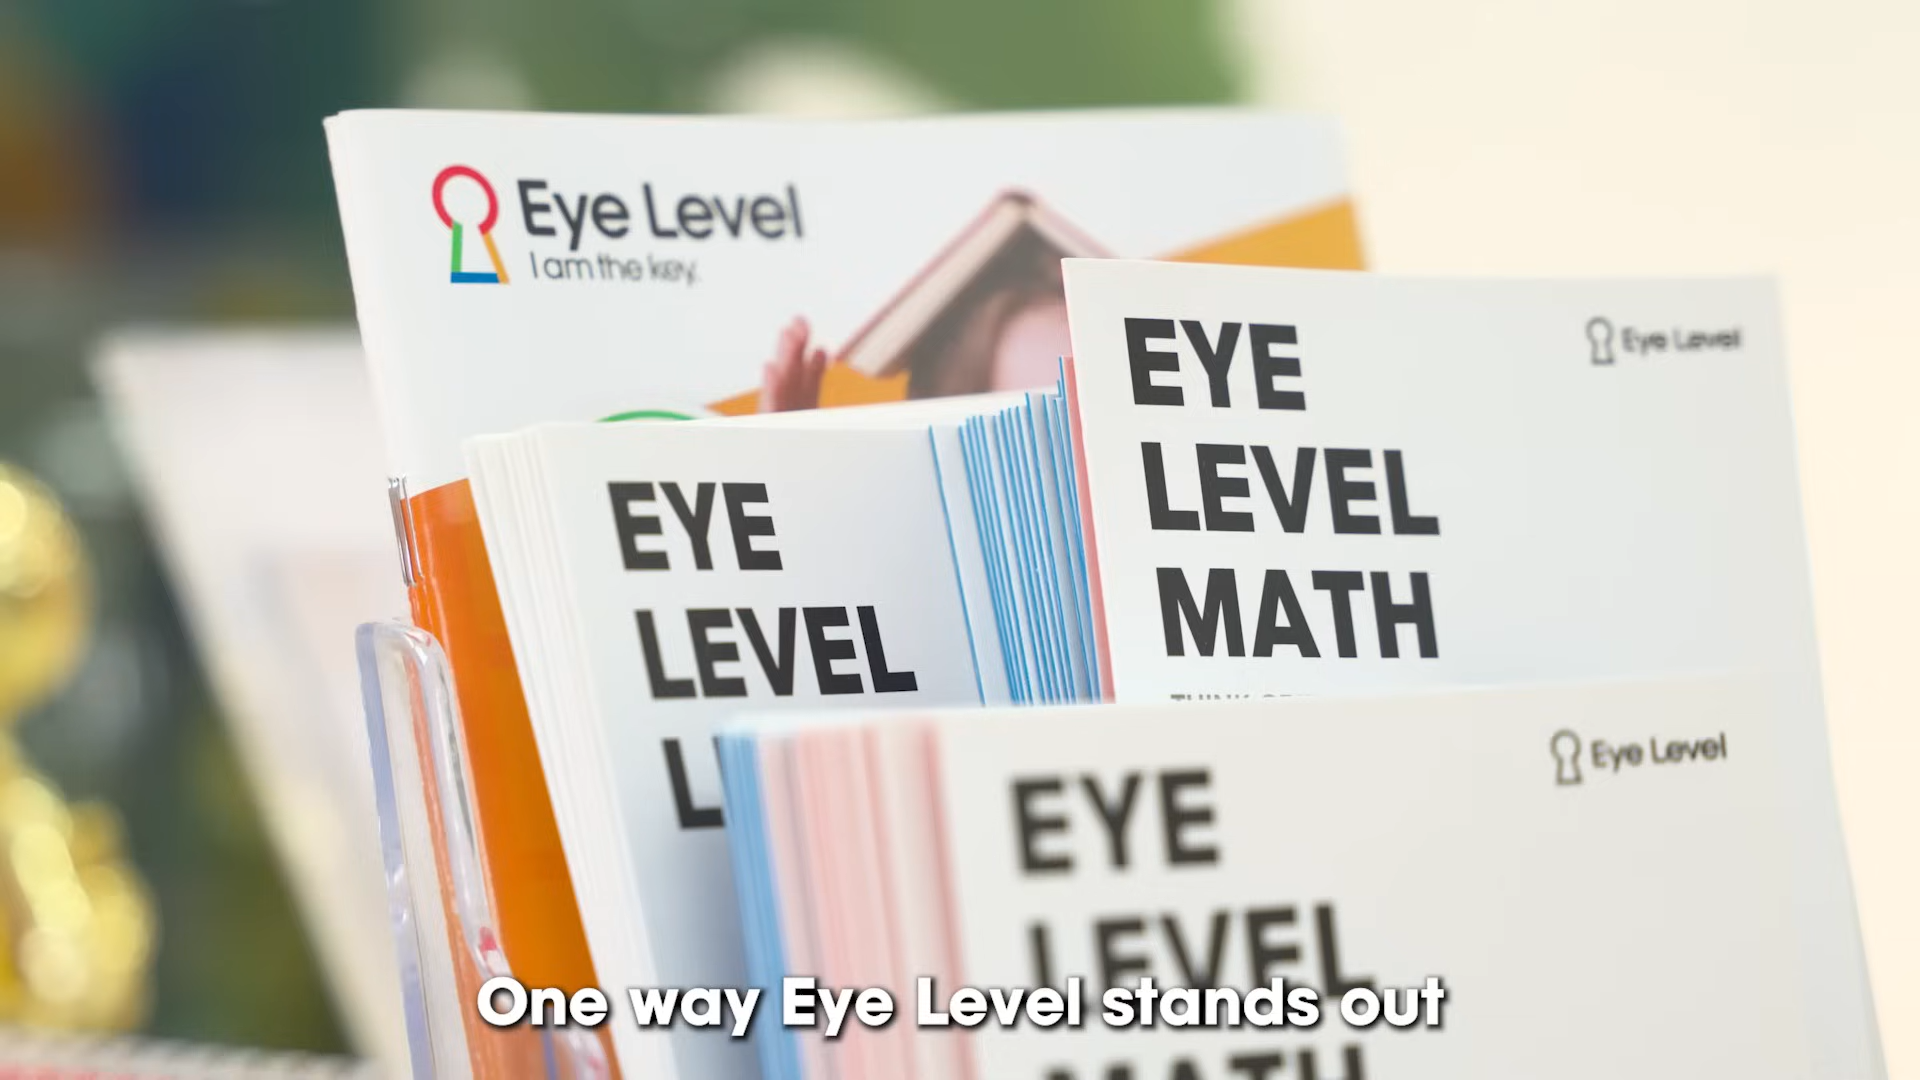 Eye Level
I am the key.
EYE
LEVEL
MATH
Eye Level
EYE
LEVEL
L
EYE
LEVEL
MATH
Eye Level
One way Eye Level stands out